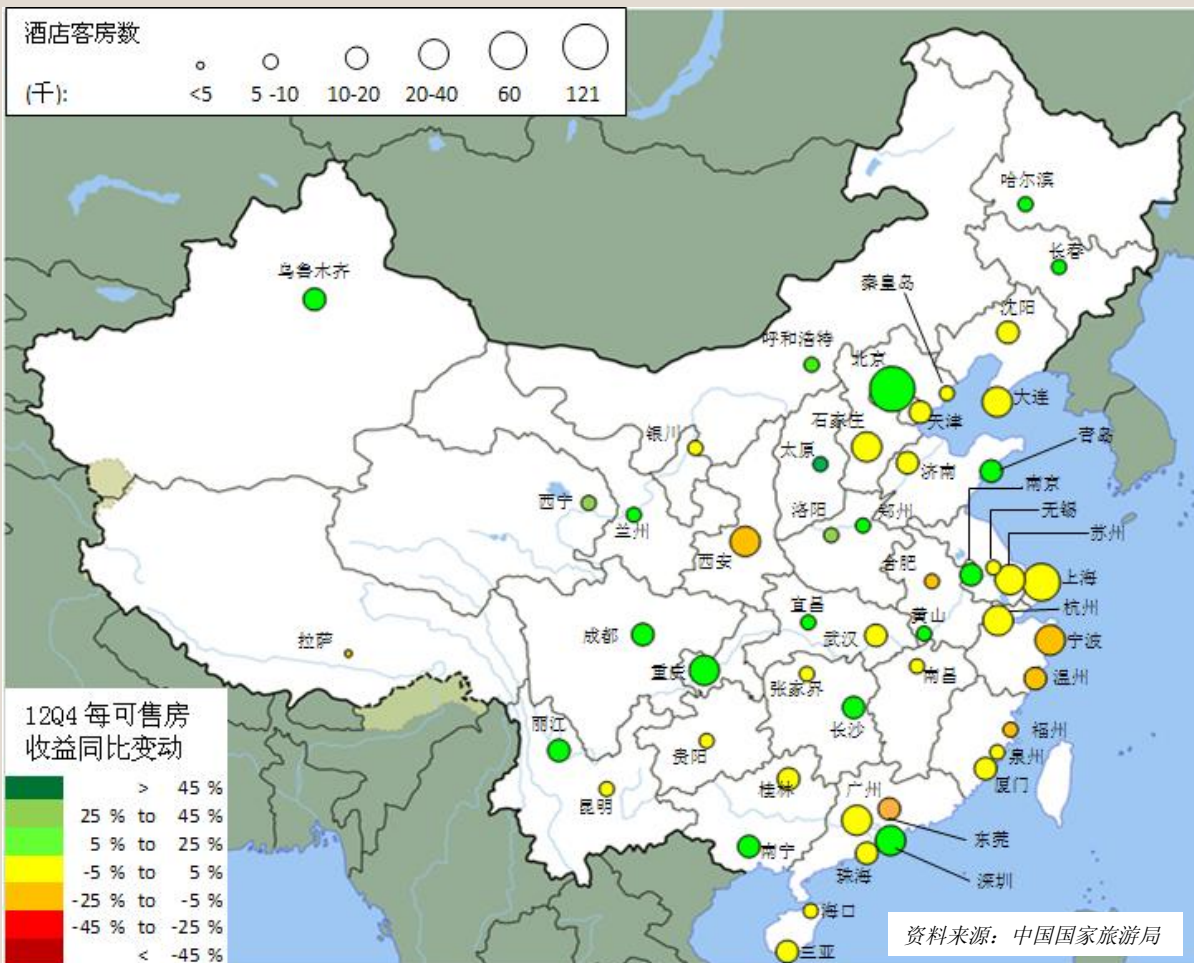 酒店客房数
(千): <5 5 -10 10-20 20-40 60 121
哈尔滨
长春
乌鲁木齐
秦皇岛
沈阳
呼和浩特
北京
大连
天津
石家庄
银川
青岛
太原
济南
南京
西宁
洛阳
郑州
无锡
兰州
苏州
西安
合肥
上海
宜昌
黄山
杭州
成都
武汉
宁波
拉萨
重庆
张家界
南昌
温州
丽江
长沙
福州
贵阳
泉州
桂林
厦门
昆明
广州
东莞
南宁
珠海
深圳
海口
三亚
12Q4 每可售房
收益同比变动
> 45 %
25 % to 45 %
5 % to 25 %
-5 % to 5 %
-25 % to -5 %
-45 % to -25 %
< -45 %
资料来源：中国国家旅游局